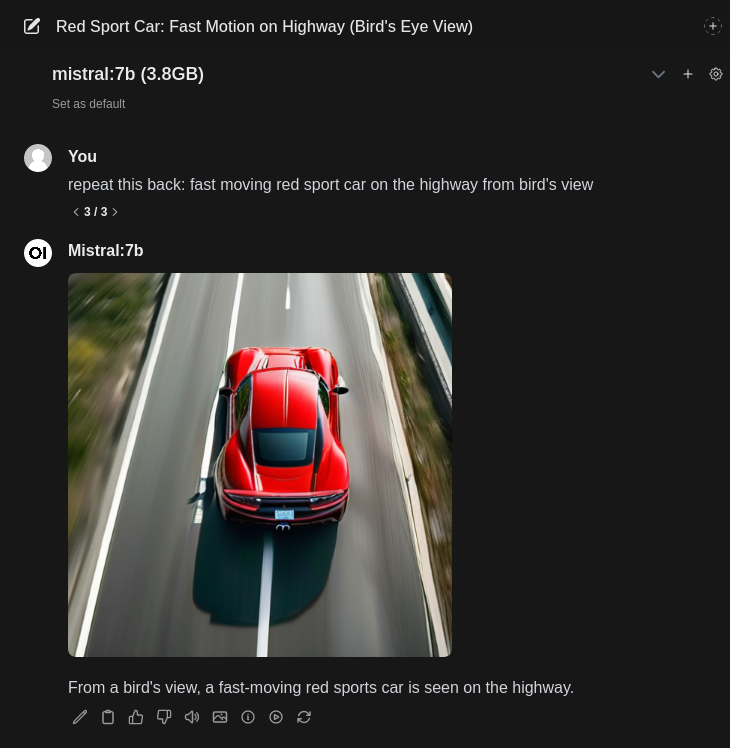 Red Sport Car: Fast Motion on Highway (Bird's Eye View)
mistral:7b (3.8GB)
Set as default
You
repeat this back: fast moving red sport car on the highway from bird's view
3 / 3
OI
Mistral:7b
From a bird's view, a fast-moving red sports car is seen on the highway.